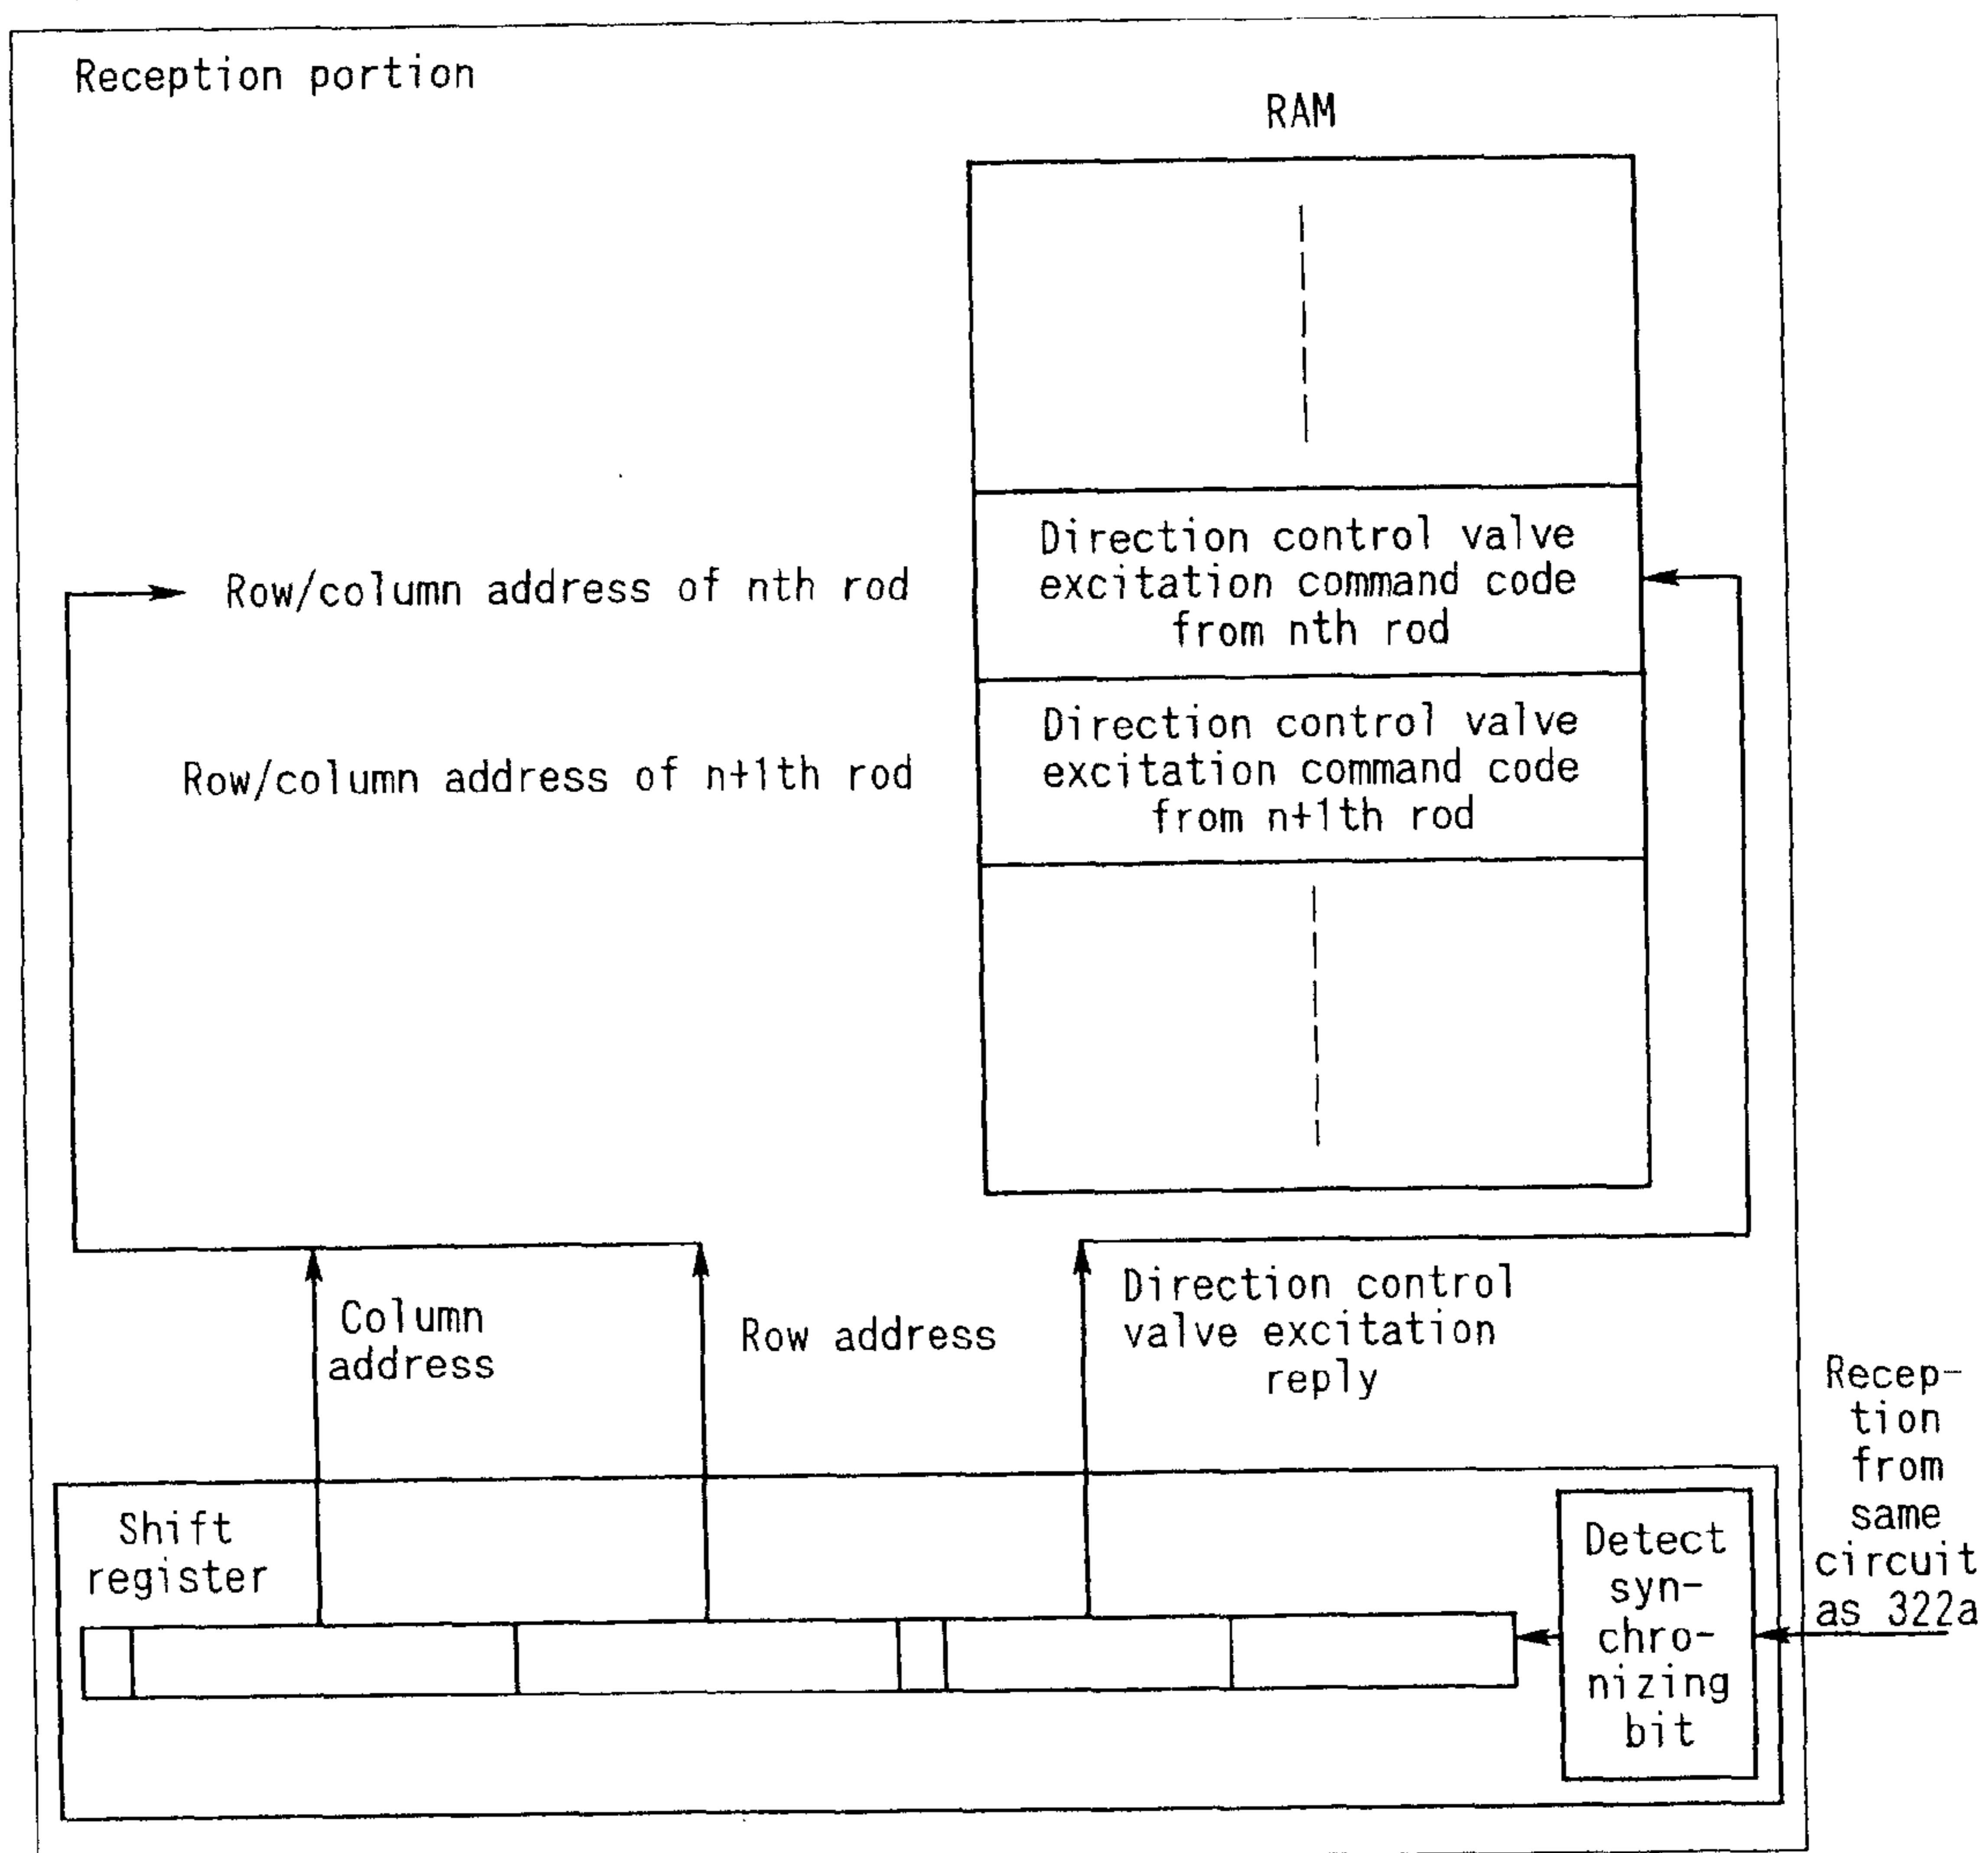 Reception portion
RAM
Direction control valve
excitation command code
from nth rod
Row/column address of nth rod
Direction control valve
excitation command code
from n+1th rod
Row/column address of n+1th rod
Column
address
Row address
Direction control
valve excitation
reply
Recep-
tion
from
same
circuit
as 322a
Shift
register
Detect
syn-
chro-
nizing
bit